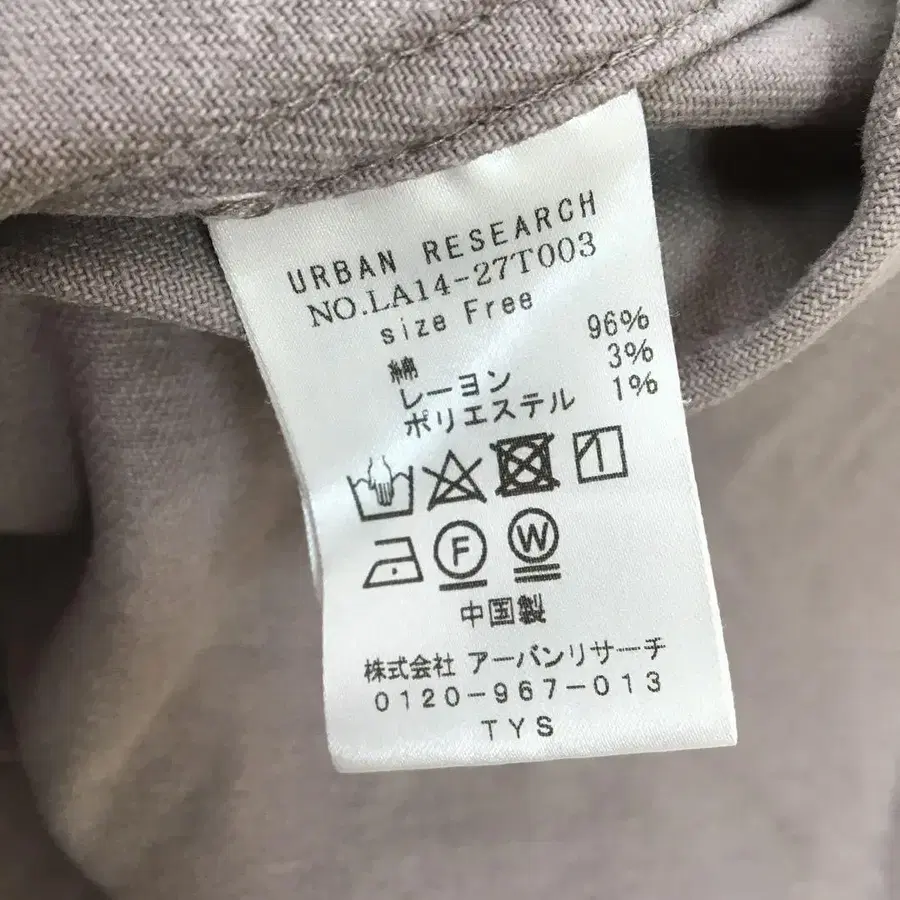 URBAN RESEARCH
NO.LA14-27T003
size Free
綿 96%
レーヨン 3%
ポリエステル 1%
F W
中国製
株式会社 アーバンリサーチ
0120-967-013
TYS